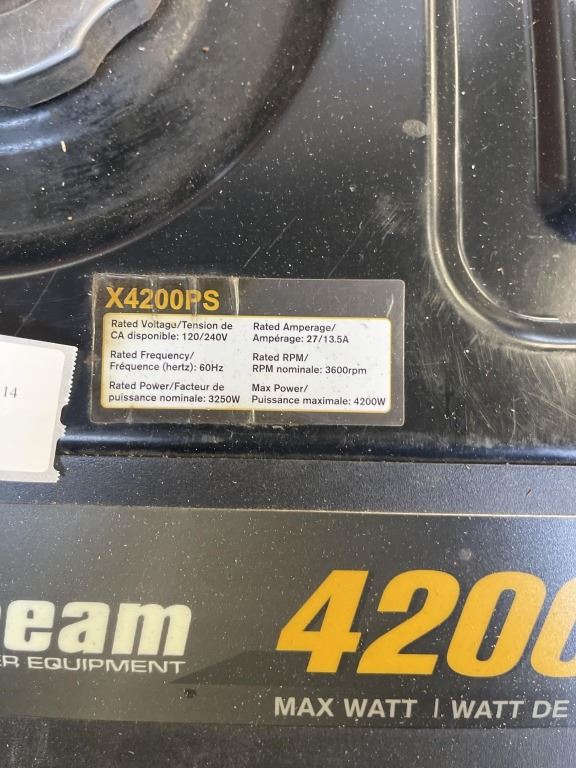 X4200PS
Rated Voltagu/Tension de
CA disponible: 120/240V
Rated Amperage/
Ampérage: 27/13.5A
Rated Frequency/
Fréquence (hertz): 60Hz
Rated RPM/
RPM nominale: 3600rpm
Rated Power/Facteur de
puissance nominale: 3250W
Max Power/
Puissance maximale: 4200W
14
eam
ER EQUIPMENT
4200
MAX WATT | WATT DE